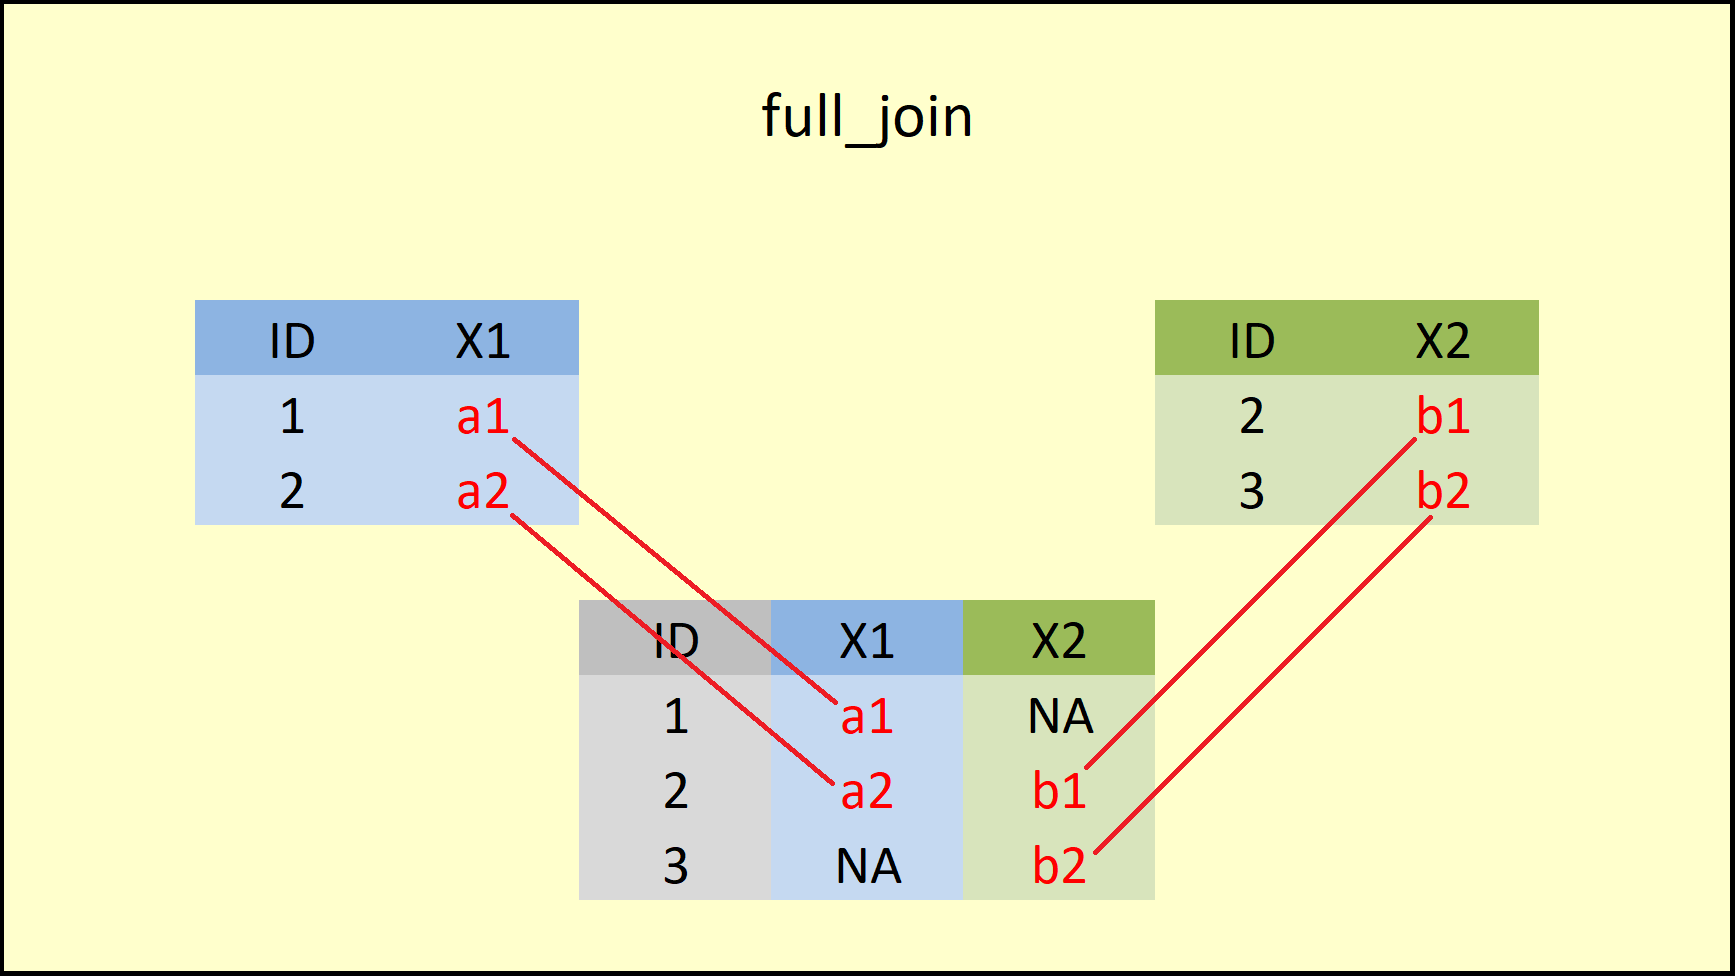 full_join
ID X1
1 a1
2 a2
ID X2
2 b1
3 b2
ID X1 X2
1 a1 NA
2 a2 b1
3 NA b2